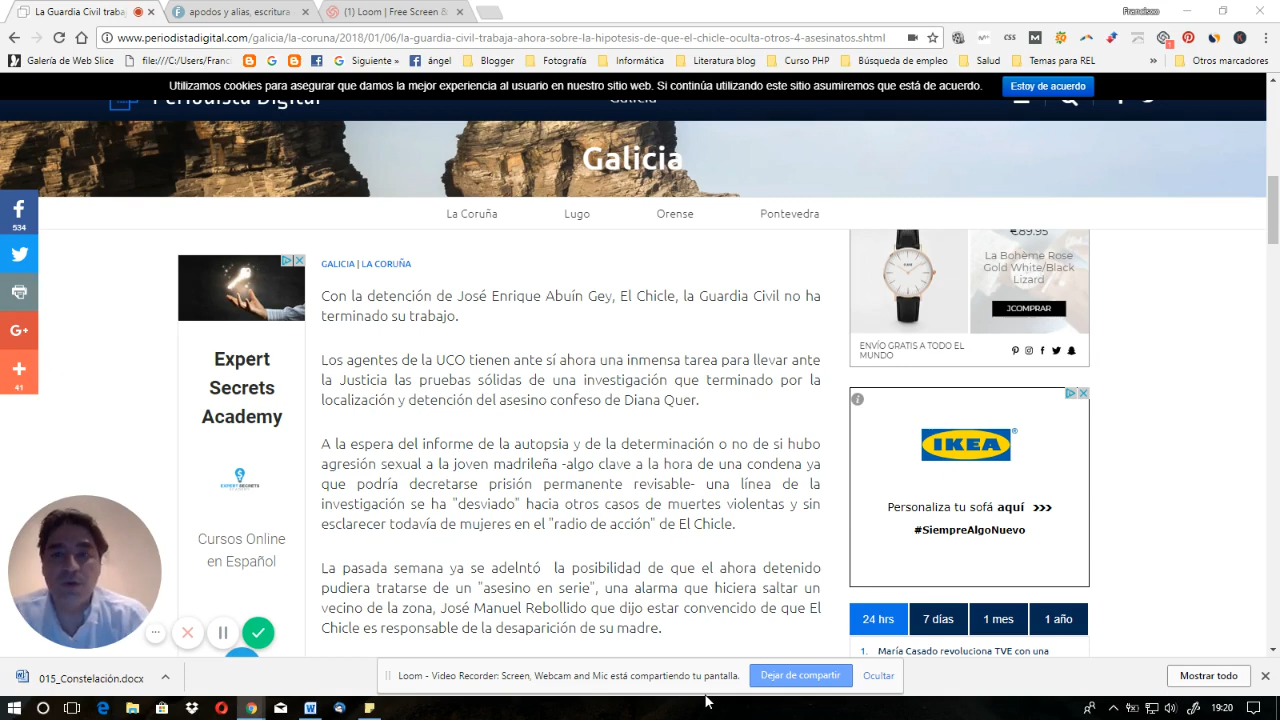 La Guardia Civil traba
apodos y alias, escritura
(1) Loom | Free Screen &
Francisco
www.periodistadigital.com/galicia/la-coruna/2018/01/06/la-guardia-civil-trabaja-ahora-sobre-la-hipotesis-de-que-el-chicle-oculta-otros-4-asesinatos.shtml
Galería de Web Slice
file:///C:/Users/Franci
Siguiente »
ángel
Blogger
Fotografía
Informática
Literatura blog
Curso PHP
Búsqueda de empleo
Salud
Temas para REL
»
Otros marcadores
Utilizamos cookies para asegurar que damos la mejor experiencia al usuario en nuestro sitio web. Si continúa utilizando este sitio asumiremos que está de acuerdo.
Estoy de acuerdo
Periodista Digital
Galicia
Galicia
La Coruña
Lugo
Orense
Pontevedra
534
41
GALICIA | LA CORUÑA
Con la detención de José Enrique Abuín Gey, El Chicle, la Guardia Civil no ha
terminado su trabajo.
Los agentes de la UCO tienen ante sí ahora una inmensa tarea para llevar ante
la Justicia las pruebas sólidas de una investigación que terminado por la
localización y detención del asesino confeso de Diana Quer.
A la espera del informe de la autopsia y de la determinación o no de si hubo
agresión sexual a la joven madrileña -algo clave a la hora de una condena ya
que podría decretarse prisión permanente revisable- una línea de la
investigación se ha "desviado" hacia otros casos de muertes violentas y sin
esclarecer todavía de mujeres en el "radio de acción" de El Chicle.
La pasada semana ya se adelntó la posibilidad de que el ahora detenido
pudiera tratarse de un "asesino en serie", una alarma que hiciera saltar un
vecino de la zona, José Manuel Rebollido que dijo estar convencido de que El
Chicle es responsable de la desaparición de su madre.
Expert
Secrets
Academy
EXPERT SECRETS
Cursos Online
en Español
€89.95
La Bohème Rose
Gold White/Black
Lizard
JCOMPRAR
ENVÍO GRATIS A TODO EL
MUNDO
IKEA
Personaliza tu sofá aquí >>>
#SiempreAlgoNuevo
24 hrs
7 días
1 mes
1 año
1. María Casado revoluciona TVE con una
015_Constelación.docx
Loom - Video Recorder: Screen, Webcam and Mic está compartiendo tu pantalla.
Dejar de compartir
Ocultar
Mostrar todo
19:20